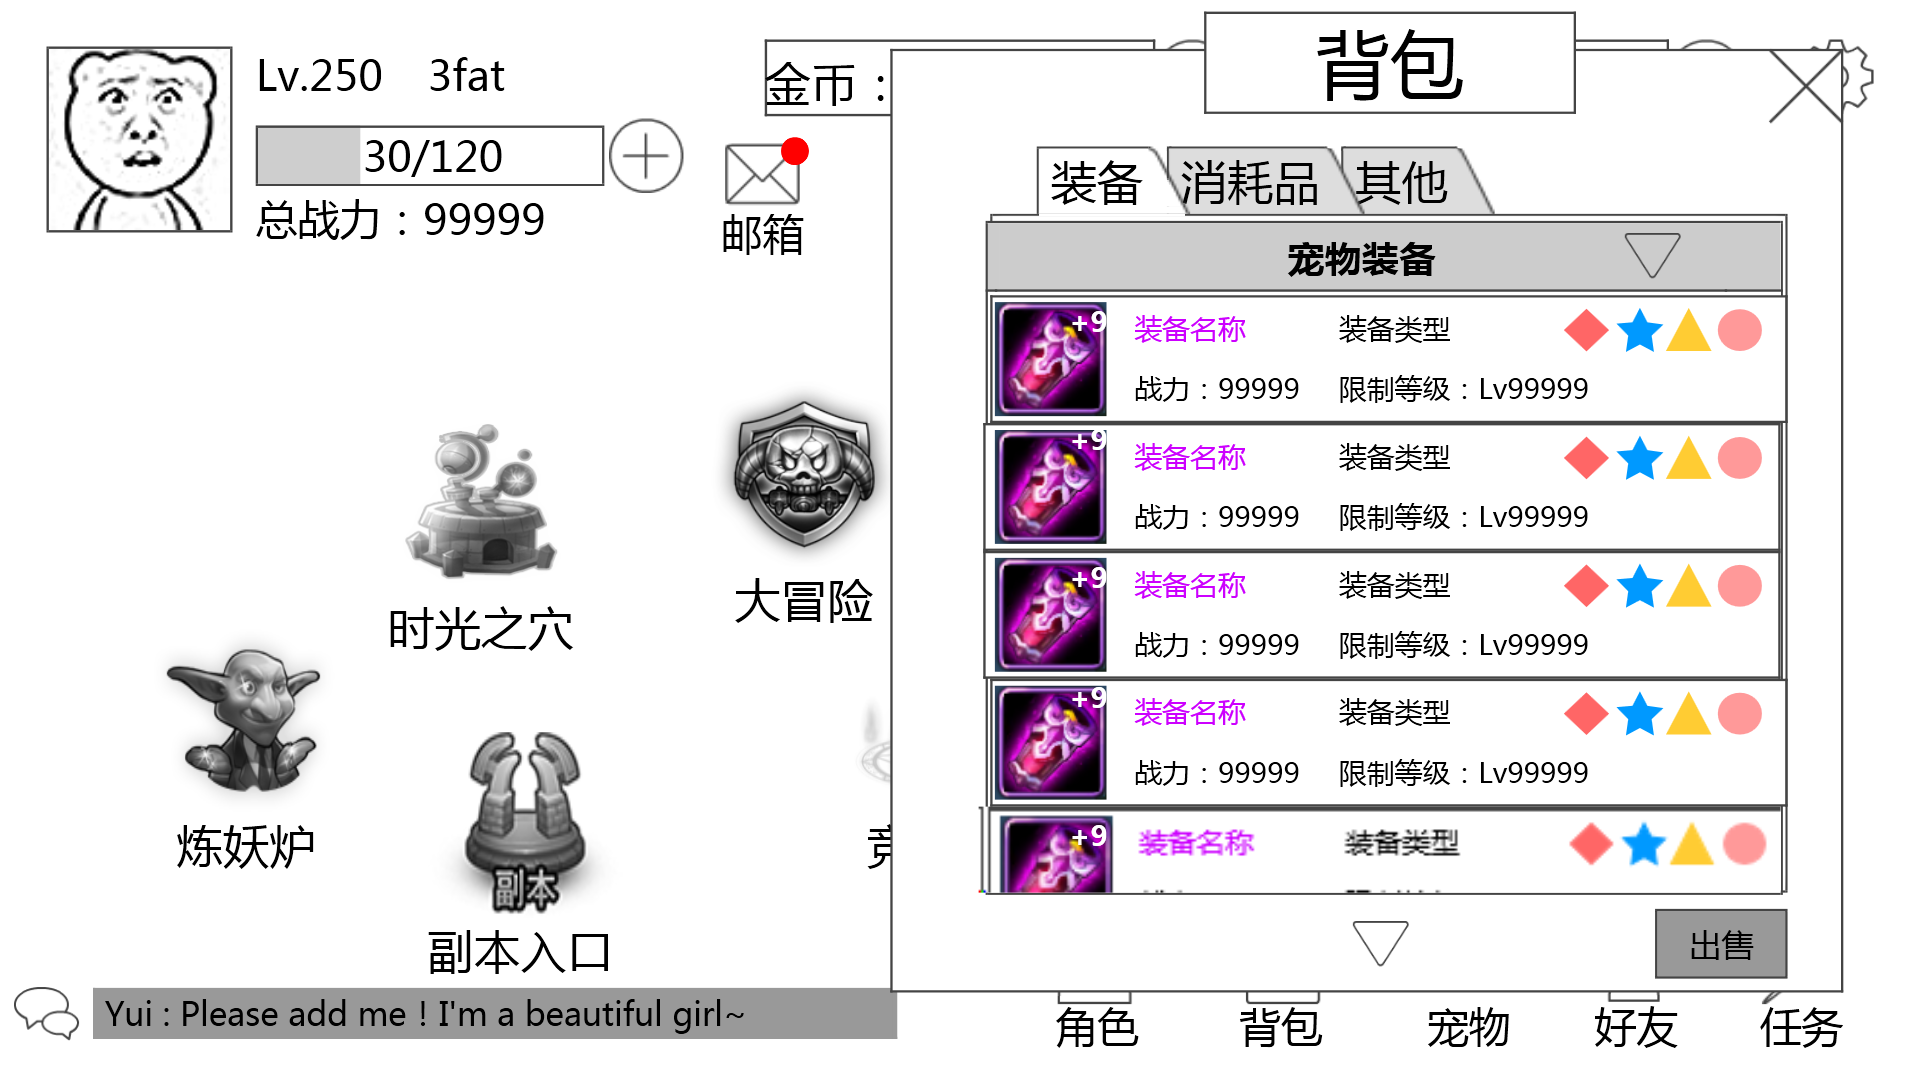 Lv.250 3fat
30/120
总战力：99999
金币：
邮箱
时光之穴
大冒险
炼妖炉
副本
副本入口
Yui : Please add me ! I'm a beautiful girl~
背包
装备 消耗品 其他
宠物装备
+9 装备名称 装备类型
战力：99999 限制等级：Lv99999
+9 装备名称 装备类型
战力：99999 限制等级：Lv99999
+9 装备名称 装备类型
战力：99999 限制等级：Lv99999
+9 装备名称 装备类型
战力：99999 限制等级：Lv99999
+9 装备名称 装备类型
出售
角色 背包 宠物 好友 任务